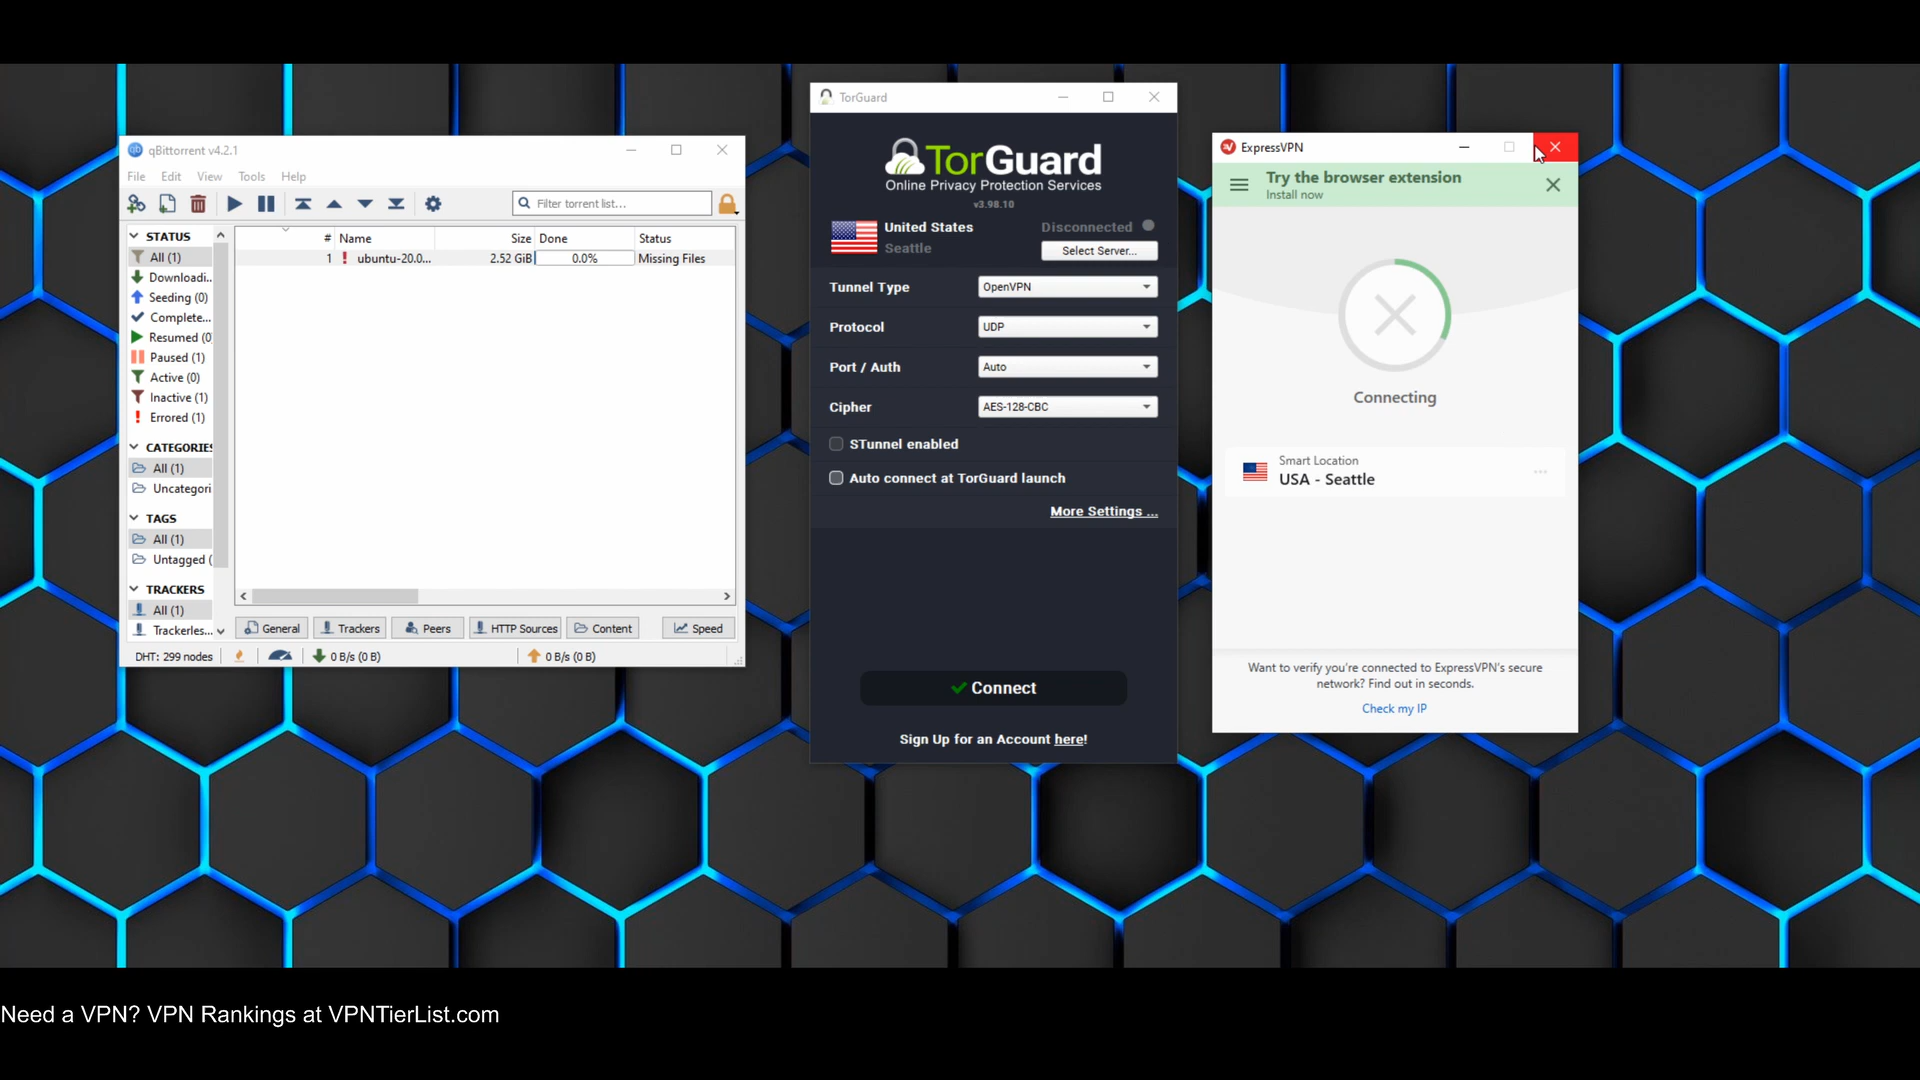 qBittorrent v4.2.1
File Edit View Tools Help
Filter torrent list...
STATUS
All (1)
Downloadi...
Seeding (0)
Complete...
Resumed (0)
Paused (1)
Active (0)
Inactive (1)
Errored (1)
CATEGORIES
All (1)
Uncategori
TAGS
All (1)
Untagged (
TRACKERS
All (1)
Trackerles...
# Name Size Done Status
1 ubuntu-20.0... 2.52 GiB 0.0% Missing Files
General Trackers Peers HTTP Sources Content Speed
DHT: 299 nodes 0 B/s (0 B) 0 B/s (0 B)
TorGuard
TorGuard
Online Privacy Protection Services
v3.98.10
United States Disconnected
Seattle Select Server...
Tunnel Type OpenVPN
Protocol UDP
Port / Auth Auto
Cipher AES-128-CBC
STunnel enabled
Auto connect at TorGuard launch
More Settings ...
Connect
Sign Up for an Account here!
ExpressVPN
Try the browser extension
Install now
Connecting
Smart Location
USA - Seattle
Want to verify you're connected to ExpressVPN's secure
network? Find out in seconds.
Check my IP
Need a VPN? VPN Rankings at VPNTierList.com